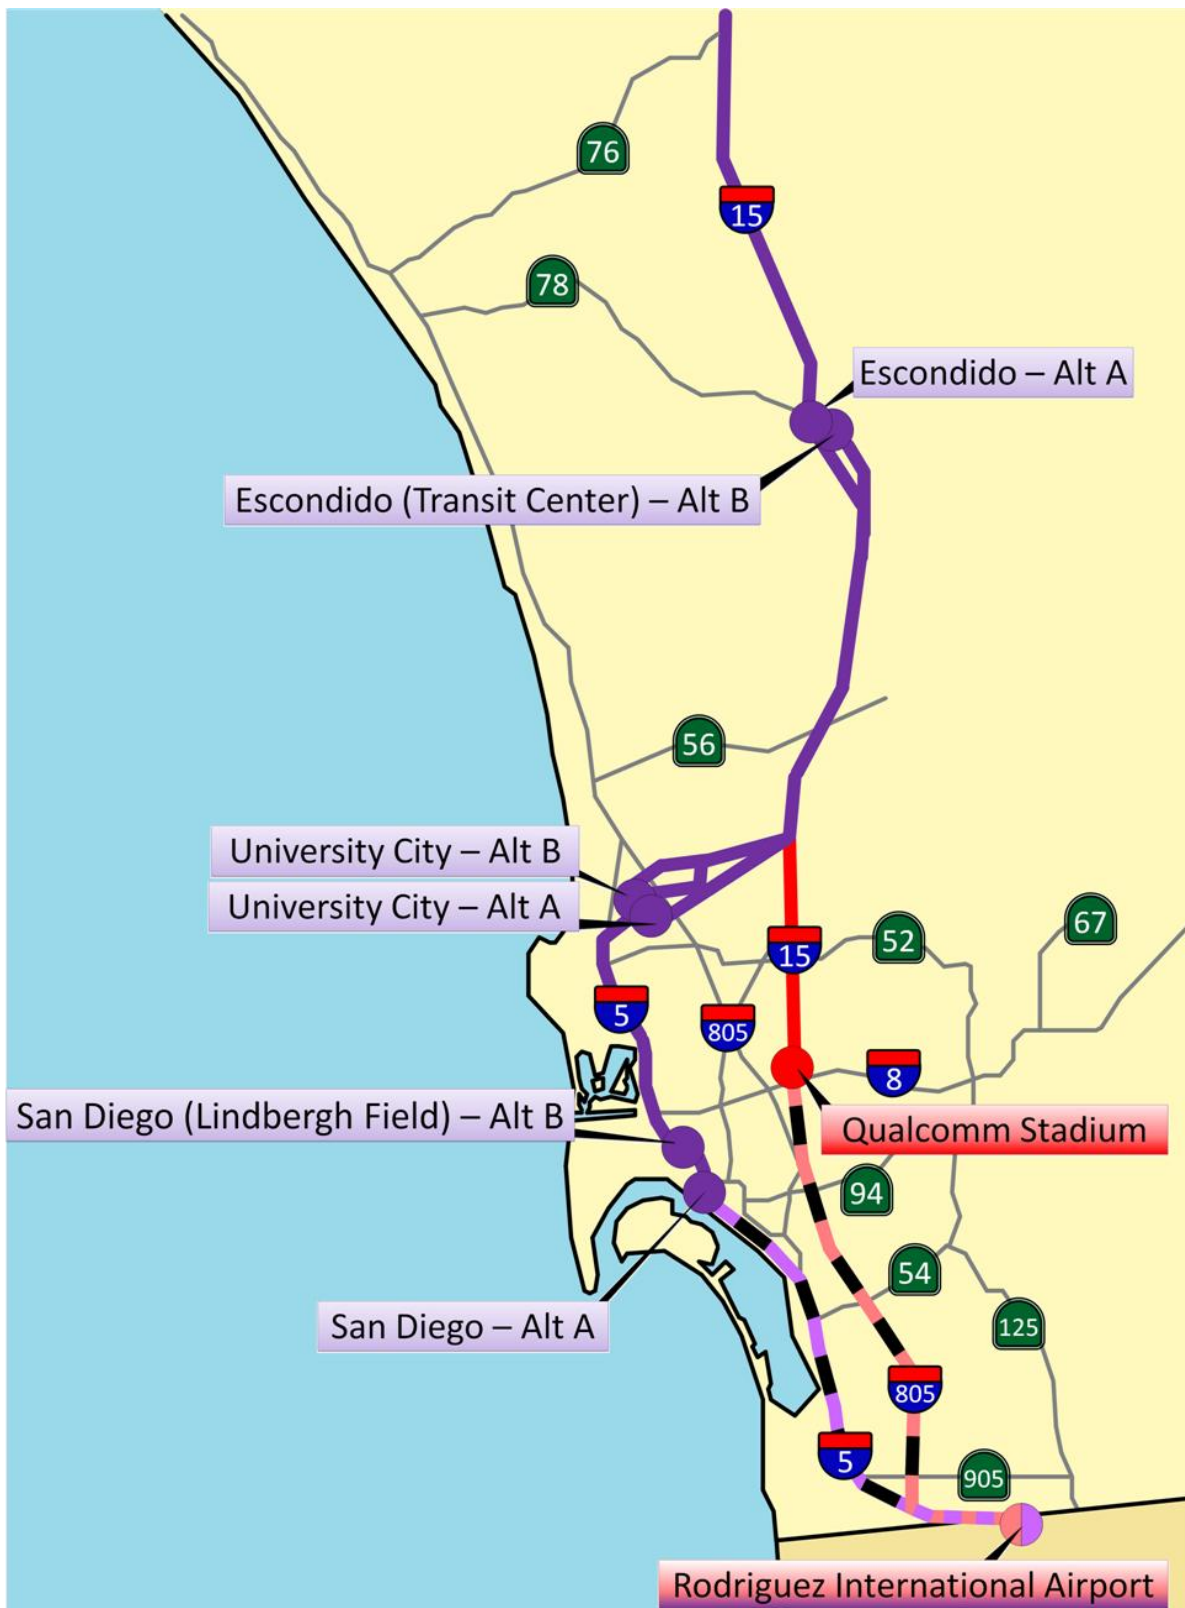 76
15
78
Escondido – Alt A
Escondido (Transit Center) – Alt B
56
University City – Alt B
University City – Alt A
67
52
15
5
805
8
San Diego (Lindbergh Field) – Alt B
Qualcomm Stadium
94
54
San Diego – Alt A
125
805
5
905
Rodriguez International Airport